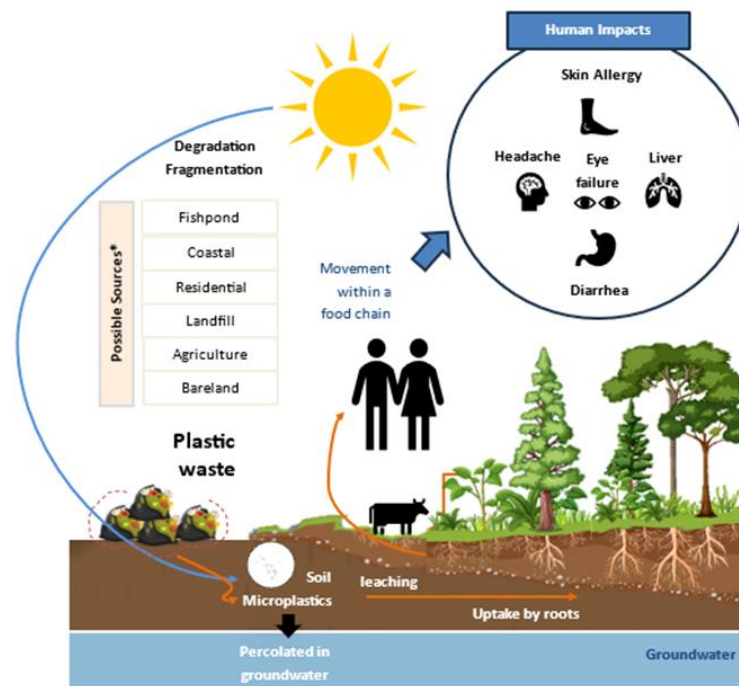 Human Impacts
Skin Allergy
Headache
Eye
failure
Liver
Diarrhea
Degradation
Fragmentation
Possible Sources*
Fishpond
Coastal
Residential
Landfill
Agriculture
Bareland
Movement
within a
food chain
Plastic
waste
Soil
Microplastics
leaching
Uptake by roots
Percolated in
groundwater
Groundwater